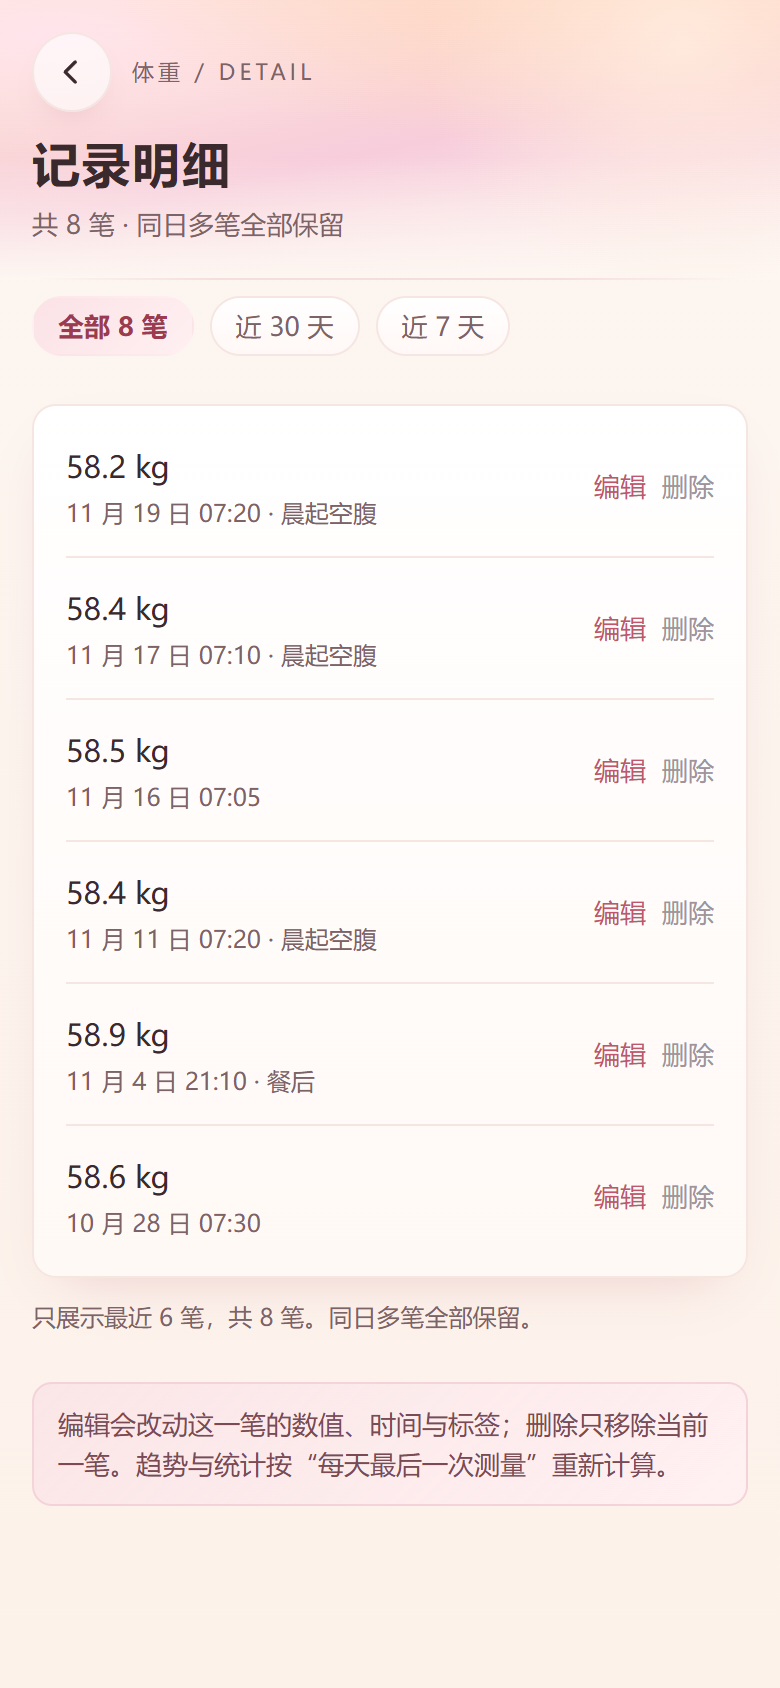 体重 / DETAIL
记录明细
共 8 笔 · 同日多笔全部保留
全部 8 笔
近 30 天
近 7 天
58.2 kg
11 月 19 日 07:20 · 晨起空腹
编辑 删除
58.4 kg
11 月 17 日 07:10 · 晨起空腹
编辑 删除
58.5 kg
11 月 16 日 07:05
编辑 删除
58.4 kg
11 月 11 日 07:20 · 晨起空腹
编辑 删除
58.9 kg
11 月 4 日 21:10 · 餐后
编辑 删除
58.6 kg
10 月 28 日 07:30
编辑 删除
只展示最近 6 笔，共 8 笔。同日多笔全部保留。
编辑会改动这一笔的数值、时间与标签；删除只移除当前
一笔。趋势与统计按“每天最后一次测量”重新计算。